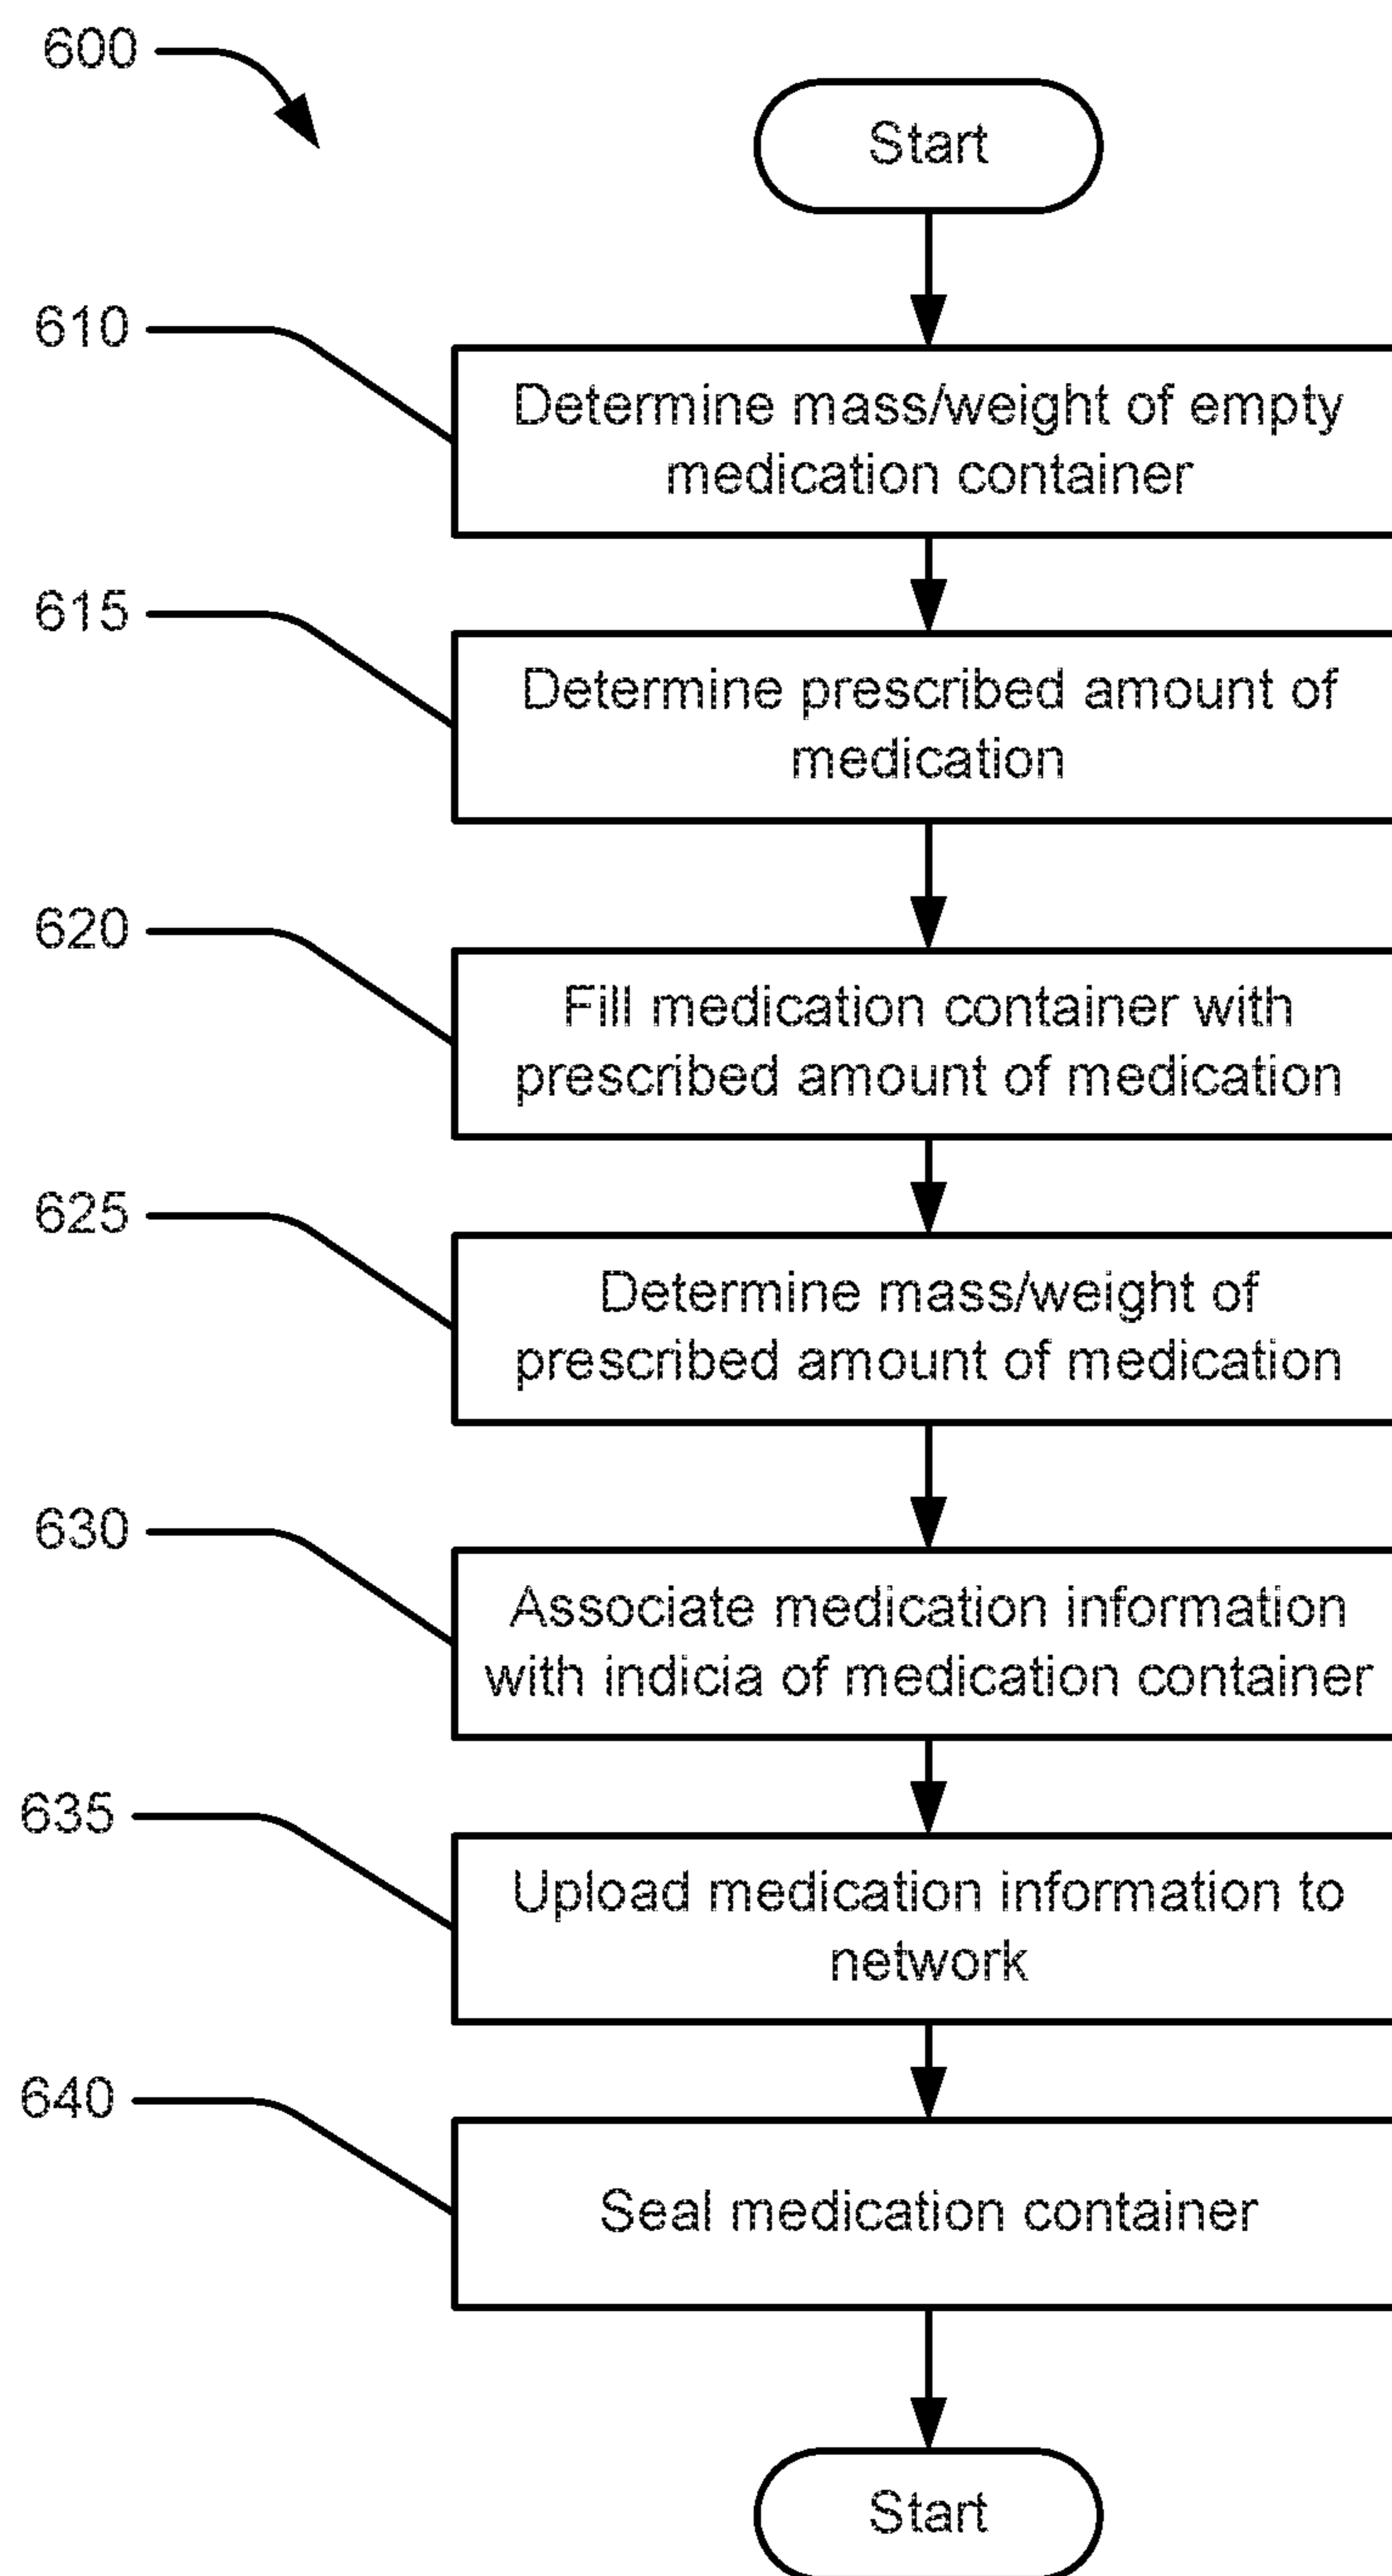 600
Start
610
Determine mass/weight of empty
medication container
615
Determine prescribed amount of
medication
620
Fill medication container with
prescribed amount of medication
625
Determine mass/weight of
prescribed amount of medication
630
Associate medication information
with indicia of medication container
635
Upload medication information to
network
640
Seal medication container
Start